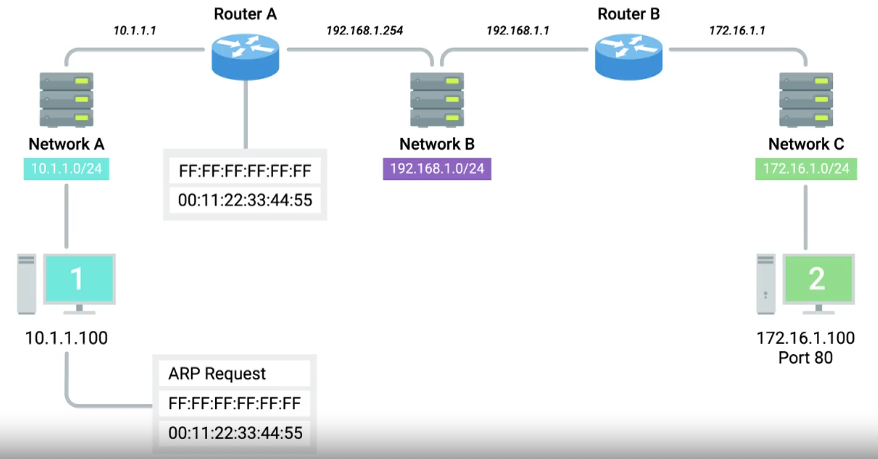 Router A
Router B
10.1.1.1
192.168.1.254
192.168.1.1
172.16.1.1
Network A
10.1.1.0/24
Network B
192.168.1.0/24
Network C
172.16.1.0/24
FF:FF:FF:FF:FF:FF
00:11:22:33:44:55
1
10.1.1.100
2
172.16.1.100
Port 80
ARP Request
FF:FF:FF:FF:FF:FF
00:11:22:33:44:55